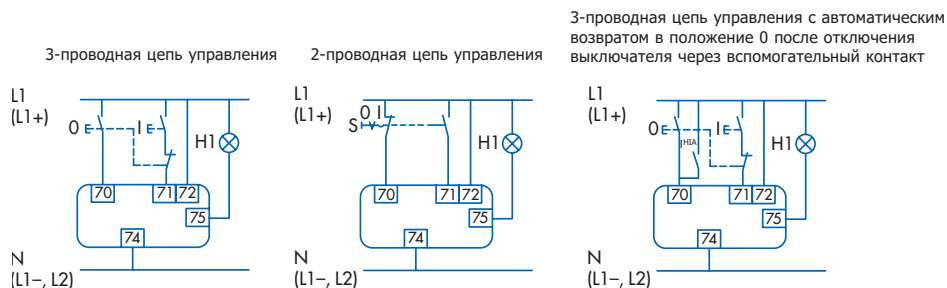 3-проводная цепь управления
L1
(L1+)
0
I
H1
70
71
72
75
74
N
(L1–, L2)
2-проводная цепь управления
L1
(L1+)
0 I
S
H1
70
71
72
75
74
N
(L1–, L2)
3-проводная цепь управления с автоматическим
возвратом в положение 0 после отключения
выключателя через вспомогательный контакт
L1
(L1+)
0
HIA
I
H1
70
71
72
75
74
N
(L1–, L2)